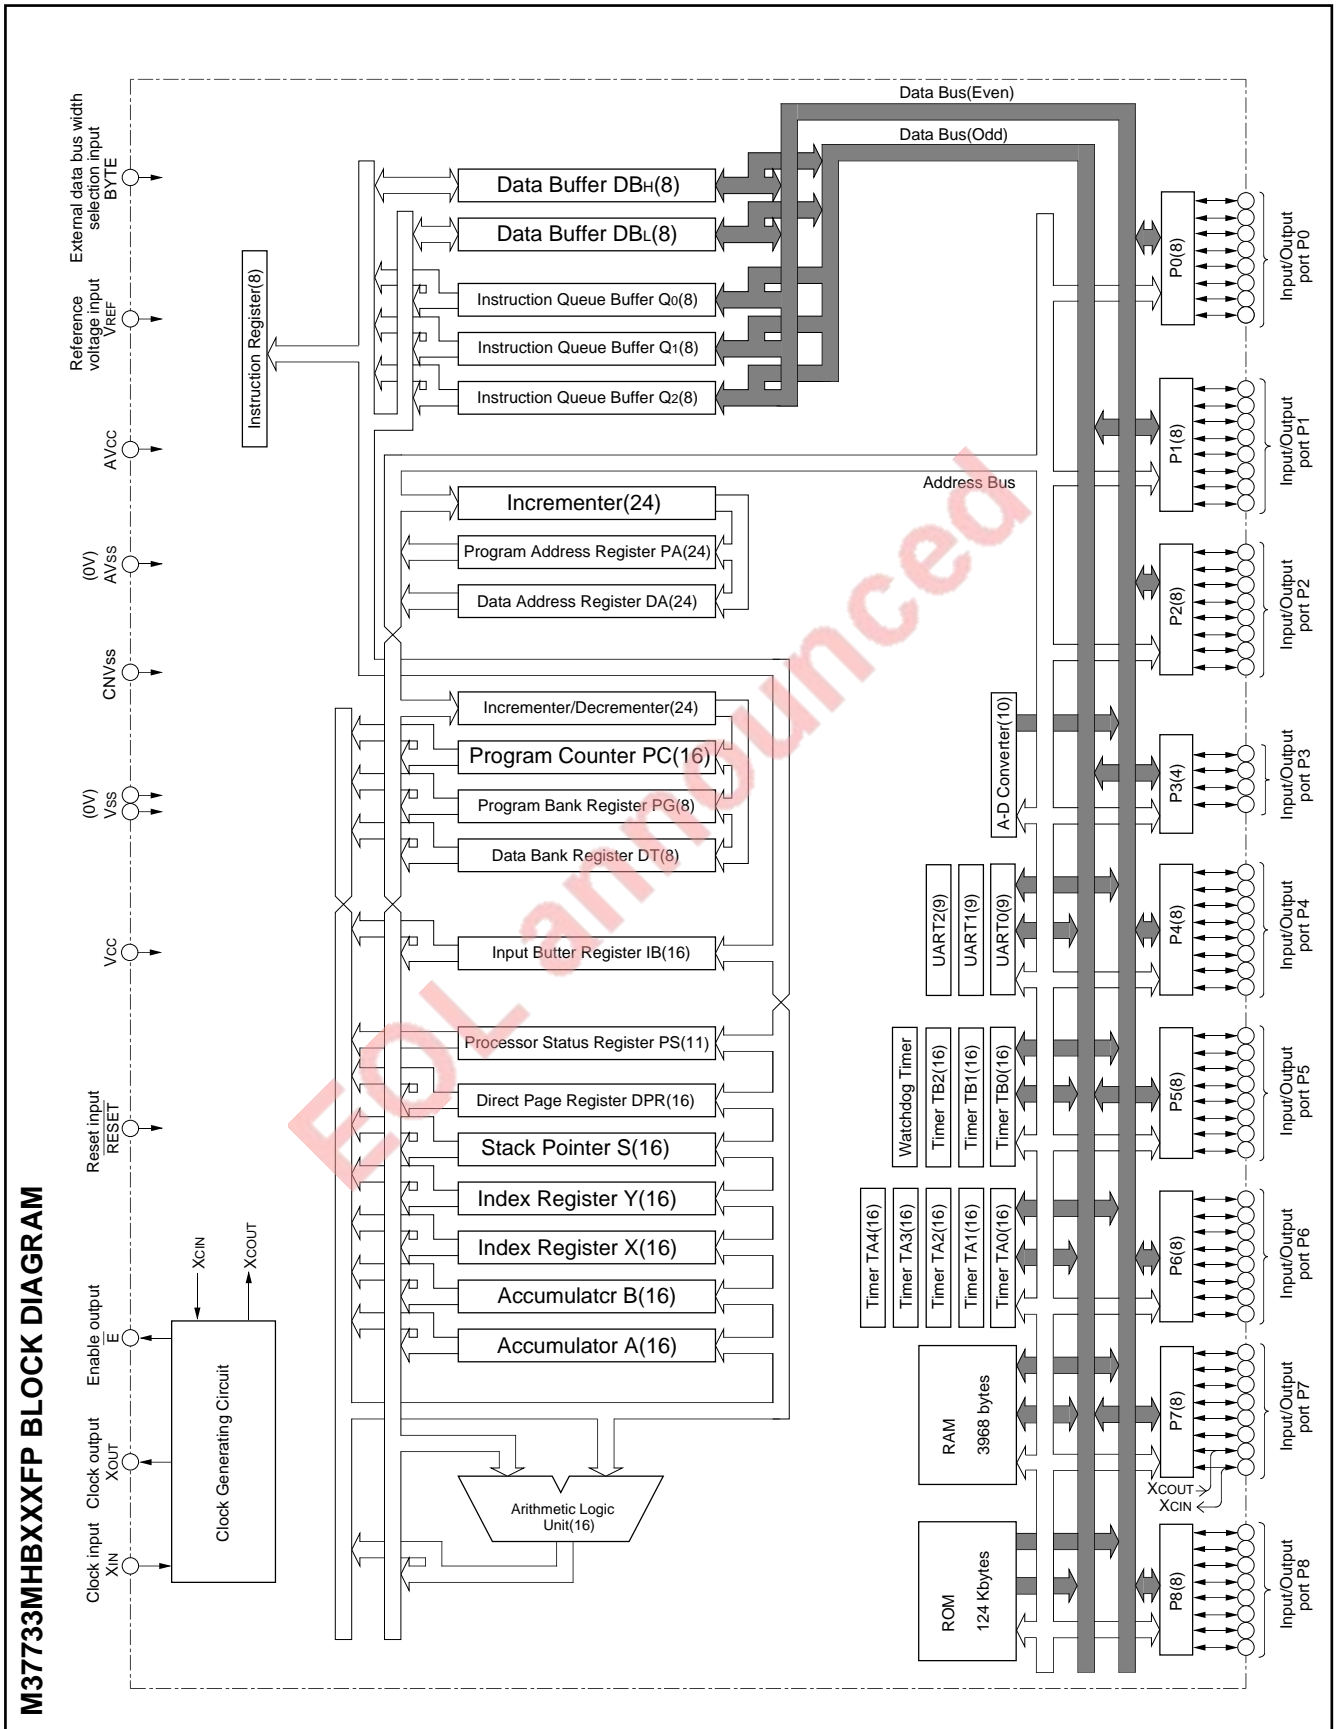 M37733MHBXXXFP BLOCK DIAGRAM
Clock input
XIN
Clock output
XOUT
Enable output
E
Reset input
RESET
VCC
(0V)
VSS
CNVSS
(0V)
AVSS
AVCC
Reference
voltage input
VREF
External data bus width
selection input
BYTE
Clock Generating Circuit
XCIN
XCOUT
Instruction Register(8)
Data Bus(Even)
Data Bus(Odd)
Data Buffer DBH(8)
Data Buffer DBL(8)
Instruction Queue Buffer Q0(8)
Instruction Queue Buffer Q1(8)
Instruction Queue Buffer Q2(8)
Address Bus
Incrementer(24)
Program Address Register PA(24)
Data Address Register DA(24)
Incrementer/Decrementer(24)
Program Counter PC(16)
Program Bank Register PG(8)
Data Bank Register DT(8)
Input Butter Register IB(16)
Processor Status Register PS(11)
Direct Page Register DPR(16)
Stack Pointer S(16)
Index Register Y(16)
Index Register X(16)
Accumulatcr B(16)
Accumulator A(16)
Arithmetic Logic
Unit(16)
A-D Converter(10)
UART2(9)
UART1(9)
UART0(9)
Watchdog Timer
Timer TB2(16)
Timer TB1(16)
Timer TB0(16)
Timer TA4(16)
Timer TA3(16)
Timer TA2(16)
Timer TA1(16)
Timer TA0(16)
RAM
3968 bytes
ROM
124 Kbytes
P0(8)
Input/Output
port P0
P1(8)
Input/Output
port P1
P2(8)
Input/Output
port P2
P3(4)
Input/Output
port P3
P4(8)
Input/Output
port P4
P5(8)
Input/Output
port P5
P6(8)
Input/Output
port P6
P7(8)
Input/Output
port P7
XCOUT
XCIN
P8(8)
Input/Output
port P8
EOL announced